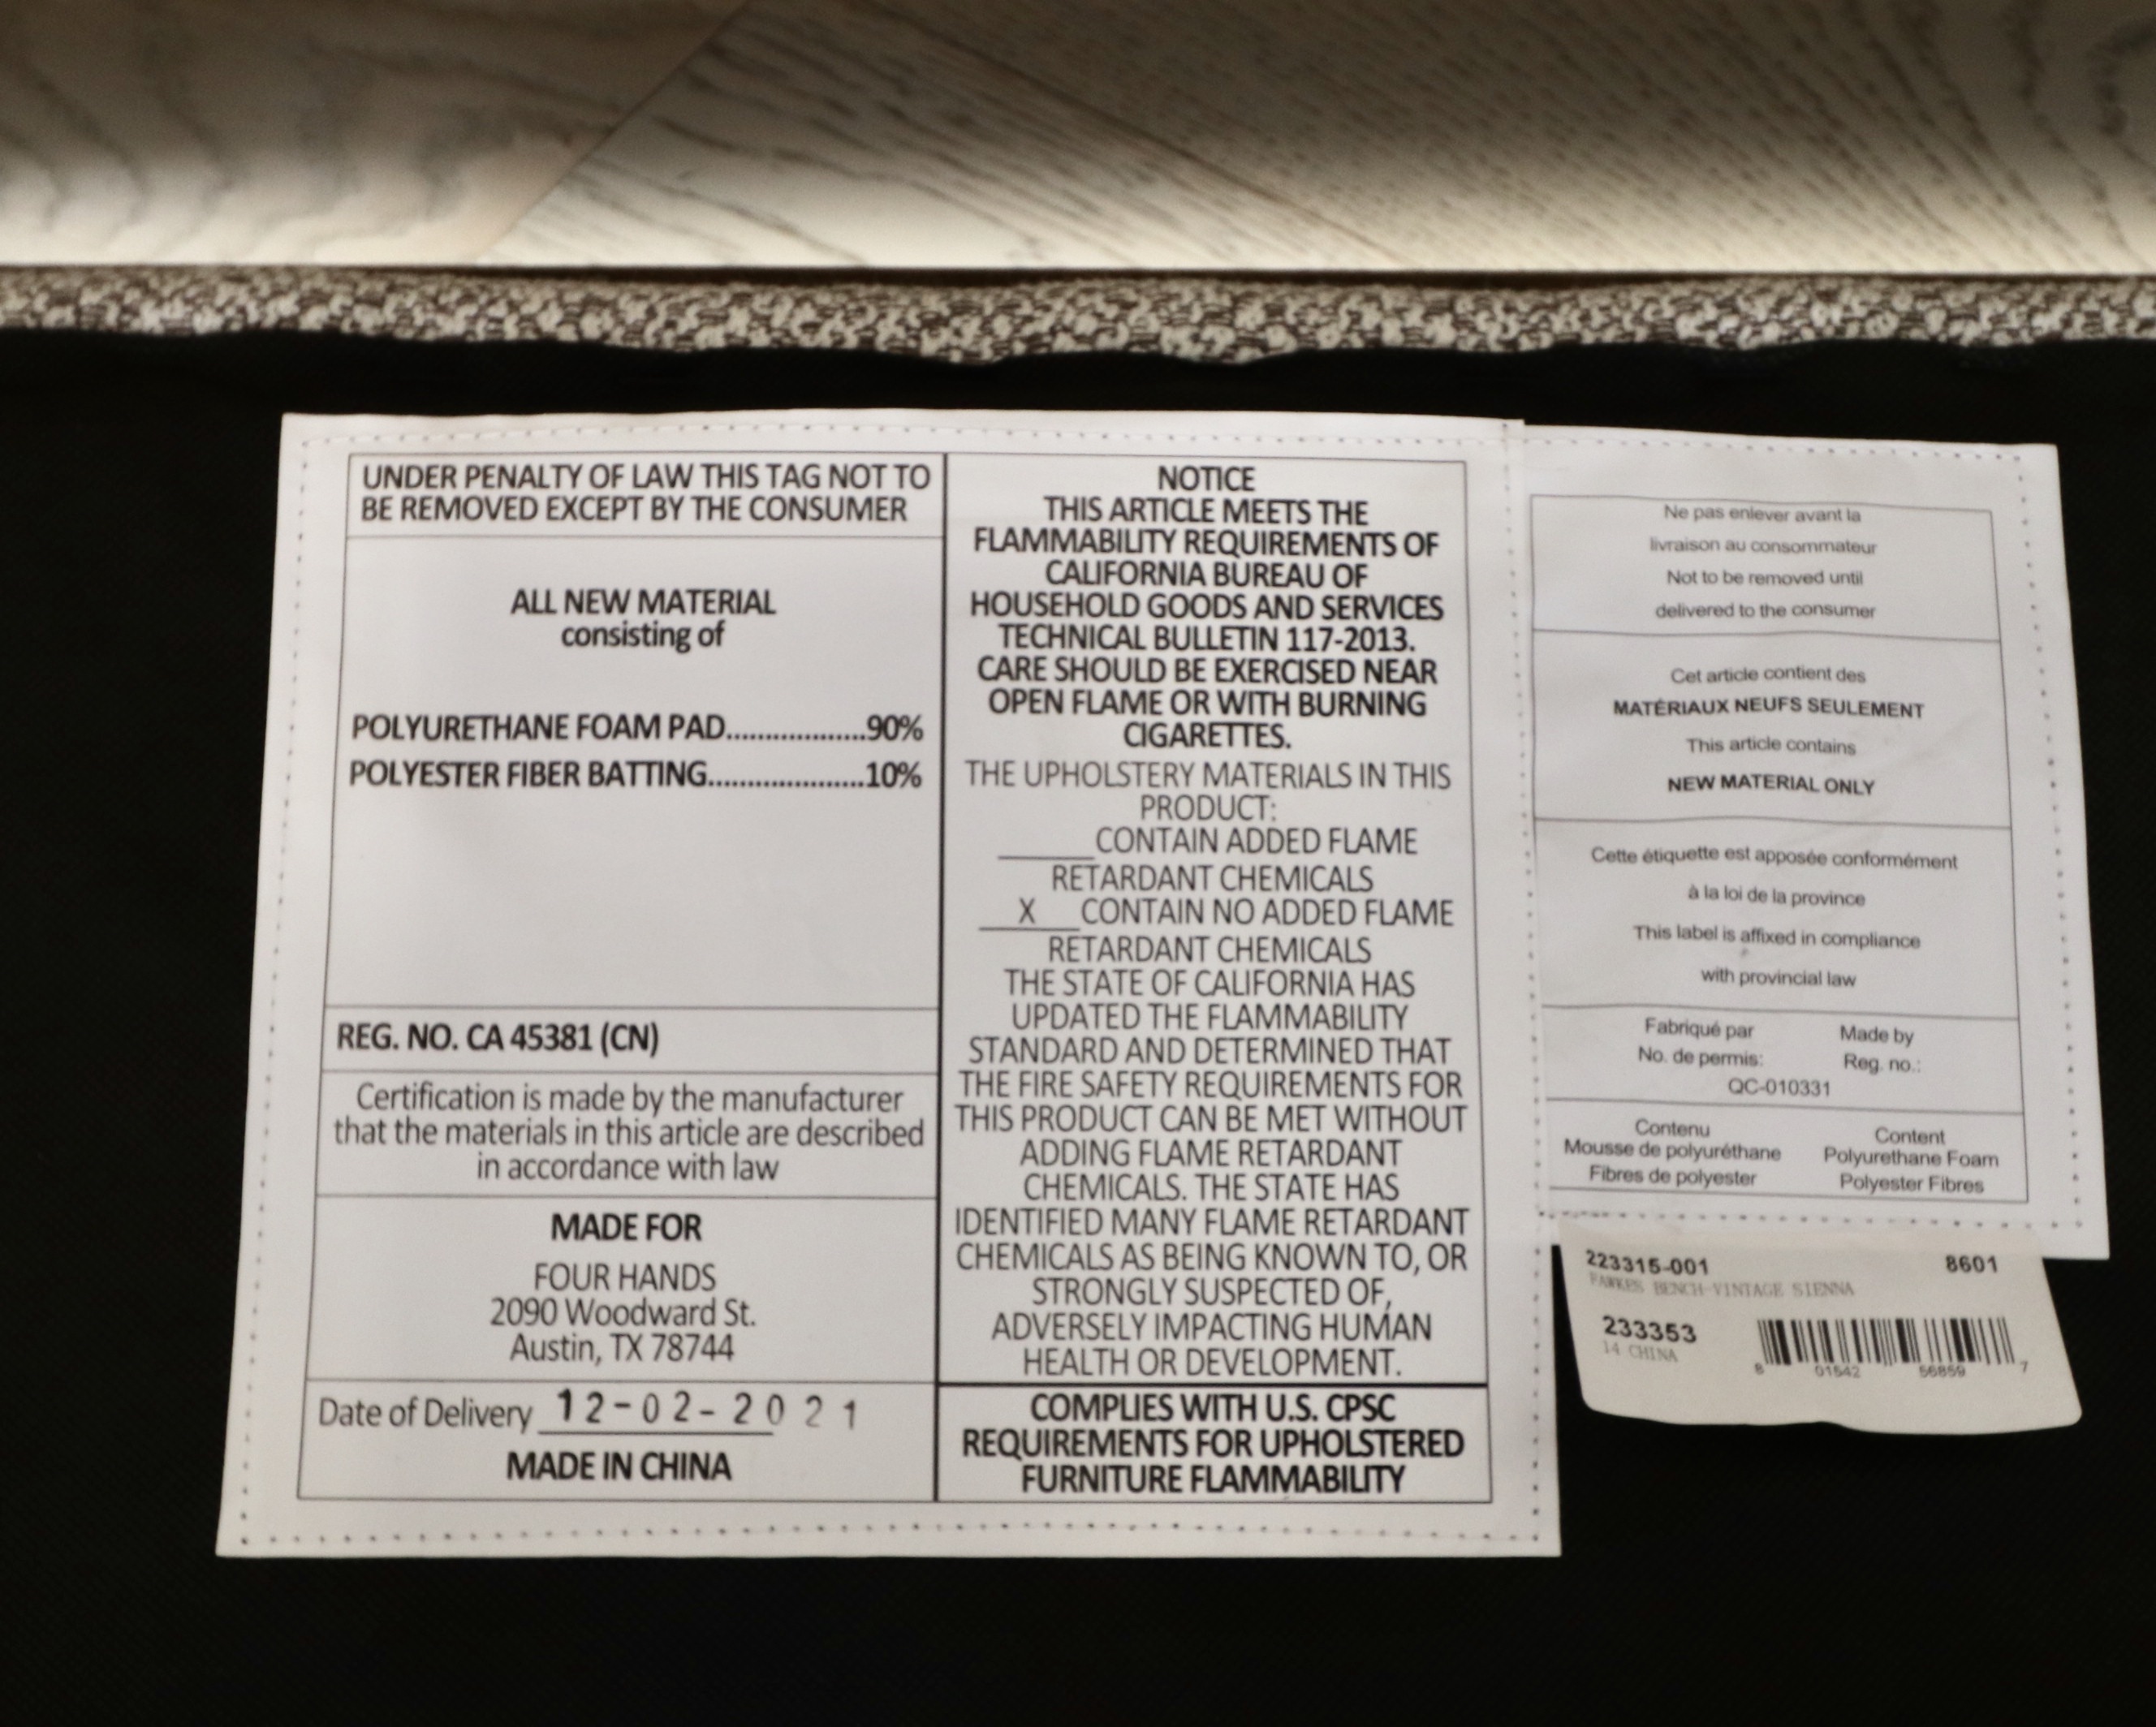 UNDER PENALTY OF LAW THIS TAG NOT TO
BE REMOVED EXCEPT BY THE CONSUMER
ALL NEW MATERIAL
consisting of
POLYURETHANE FOAM PAD..................90%
POLYESTER FIBER BATTING....................10%
REG. NO. CA 45381 (CN)
Certification is made by the manufacturer
that the materials in this article are described
in accordance with law
MADE FOR
FOUR HANDS
2090 Woodward St.
Austin, TX 78744
Date of Delivery 12-02-2021
MADE IN CHINA
NOTICE
THIS ARTICLE MEETS THE
FLAMMABILITY REQUIREMENTS OF
CALIFORNIA BUREAU OF
HOUSEHOLD GOODS AND SERVICES
TECHNICAL BULLETIN 117-2013.
CARE SHOULD BE EXERCISED NEAR
OPEN FLAME OR WITH BURNING
CIGARETTES.
THE UPHOLSTERY MATERIALS IN THIS
PRODUCT:
______CONTAIN ADDED FLAME
RETARDANT CHEMICALS
__X__CONTAIN NO ADDED FLAME
RETARDANT CHEMICALS
THE STATE OF CALIFORNIA HAS
UPDATED THE FLAMMABILITY
STANDARD AND DETERMINED THAT
THE FIRE SAFETY REQUIREMENTS FOR
THIS PRODUCT CAN BE MET WITHOUT
ADDING FLAME RETARDANT
CHEMICALS. THE STATE HAS
IDENTIFIED MANY FLAME RETARDANT
CHEMICALS AS BEING KNOWN TO, OR
STRONGLY SUSPECTED OF,
ADVERSELY IMPACTING HUMAN
HEALTH OR DEVELOPMENT.
COMPLIES WITH U.S. CPSC
REQUIREMENTS FOR UPHOLSTERED
FURNITURE FLAMMABILITY
Ne pas enlever avant la
livraison au consommateur
Not to be removed until
delivered to the consumer
Cet article contient des
MATÉRIAUX NEUFS SEULEMENT
This article contains
NEW MATERIAL ONLY
Cette étiquette est apposée conformément
à la loi de la province
This label is affixed in compliance
with provincial law
Fabriqué par Made by
No. de permis: Reg. no.:
QC-010331
Contenu Content
Mousse de polyuréthane Polyurethane Foam
Fibres de polyester Polyester Fibres
223315-001 8601
FAWKES BENCH-VINTAGE SIENNA
233353
14 CHINA
8 01542 56859 7